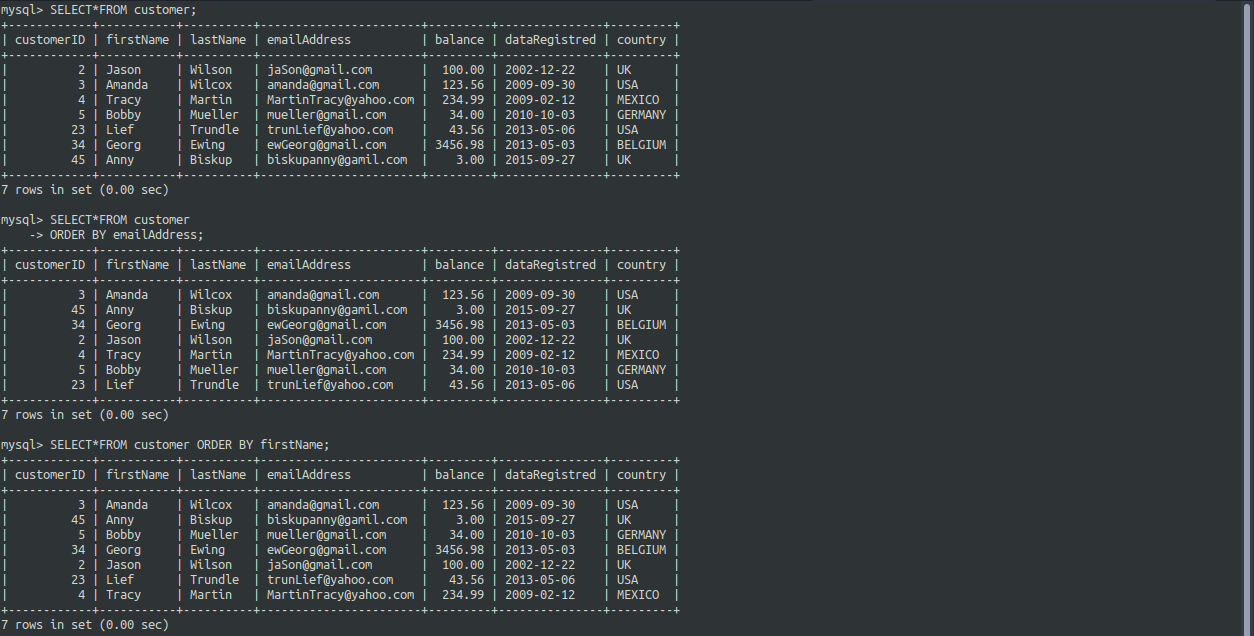 mysql> SELECT*FROM customer;
+------------+-----------+----------+-----------------------+---------+---------------+---------+
| customerID | firstName | lastName | emailAddress          | balance | dataRegistred | country |
+------------+-----------+----------+-----------------------+---------+---------------+---------+
|          2 | Jason     | Wilson   | jaSon@gmail.com       |  100.00 | 2002-12-22    | UK      |
|          3 | Amanda    | Wilcox   | amanda@gmail.com      |  123.56 | 2009-09-30    | USA     |
|          4 | Tracy     | Martin   | MartinTracy@yahoo.com |  234.99 | 2009-02-12    | MEXICO  |
|          5 | Bobby     | Mueller  | mueller@gmail.com     |   34.00 | 2010-10-03    | GERMANY |
|         23 | Lief      | Trundle  | trunLief@yahoo.com    |   43.56 | 2013-05-06    | USA     |
|         34 | Georg     | Ewing    | ewGeorg@gmail.com     | 3456.98 | 2013-05-03    | BELGIUM |
|         45 | Anny      | Biskup   | biskupanny@gamil.com  |    3.00 | 2015-09-27    | UK      |
+------------+-----------+----------+-----------------------+---------+---------------+---------+
7 rows in set (0.00 sec)
mysql> SELECT*FROM customer
    -> ORDER BY emailAddress;
+------------+-----------+----------+-----------------------+---------+---------------+---------+
| customerID | firstName | lastName | emailAddress          | balance | dataRegistred | country |
+------------+-----------+----------+-----------------------+---------+---------------+---------+
|          3 | Amanda    | Wilcox   | amanda@gmail.com      |  123.56 | 2009-09-30    | USA     |
|         45 | Anny      | Biskup   | biskupanny@gamil.com  |    3.00 | 2015-09-27    | UK      |
|         34 | Georg     | Ewing    | ewGeorg@gmail.com     | 3456.98 | 2013-05-03    | BELGIUM |
|          2 | Jason     | Wilson   | jaSon@gmail.com       |  100.00 | 2002-12-22    | UK      |
|          4 | Tracy     | Martin   | MartinTracy@yahoo.com |  234.99 | 2009-02-12    | MEXICO  |
|          5 | Bobby     | Mueller  | mueller@gmail.com     |   34.00 | 2010-10-03    | GERMANY |
|         23 | Lief      | Trundle  | trunLief@yahoo.com    |   43.56 | 2013-05-06    | USA     |
+------------+-----------+----------+-----------------------+---------+---------------+---------+
7 rows in set (0.00 sec)
mysql> SELECT*FROM customer ORDER BY firstName;
+------------+-----------+----------+-----------------------+---------+---------------+---------+
| customerID | firstName | lastName | emailAddress          | balance | dataRegistred | country |
+------------+-----------+----------+-----------------------+---------+---------------+---------+
|          3 | Amanda    | Wilcox   | amanda@gmail.com      |  123.56 | 2009-09-30    | USA     |
|         45 | Anny      | Biskup   | biskupanny@gamil.com  |    3.00 | 2015-09-27    | UK      |
|          5 | Bobby     | Mueller  | mueller@gmail.com     |   34.00 | 2010-10-03    | GERMANY |
|         34 | Georg     | Ewing    | ewGeorg@gmail.com     | 3456.98 | 2013-05-03    | BELGIUM |
|          2 | Jason     | Wilson   | jaSon@gmail.com       |  100.00 | 2002-12-22    | UK      |
|         23 | Lief      | Trundle  | trunLief@yahoo.com    |   43.56 | 2013-05-06    | USA     |
|          4 | Tracy     | Martin   | MartinTracy@yahoo.com |  234.99 | 2009-02-12    | MEXICO  |
+------------+-----------+----------+-----------------------+---------+---------------+---------+
7 rows in set (0.00 sec)